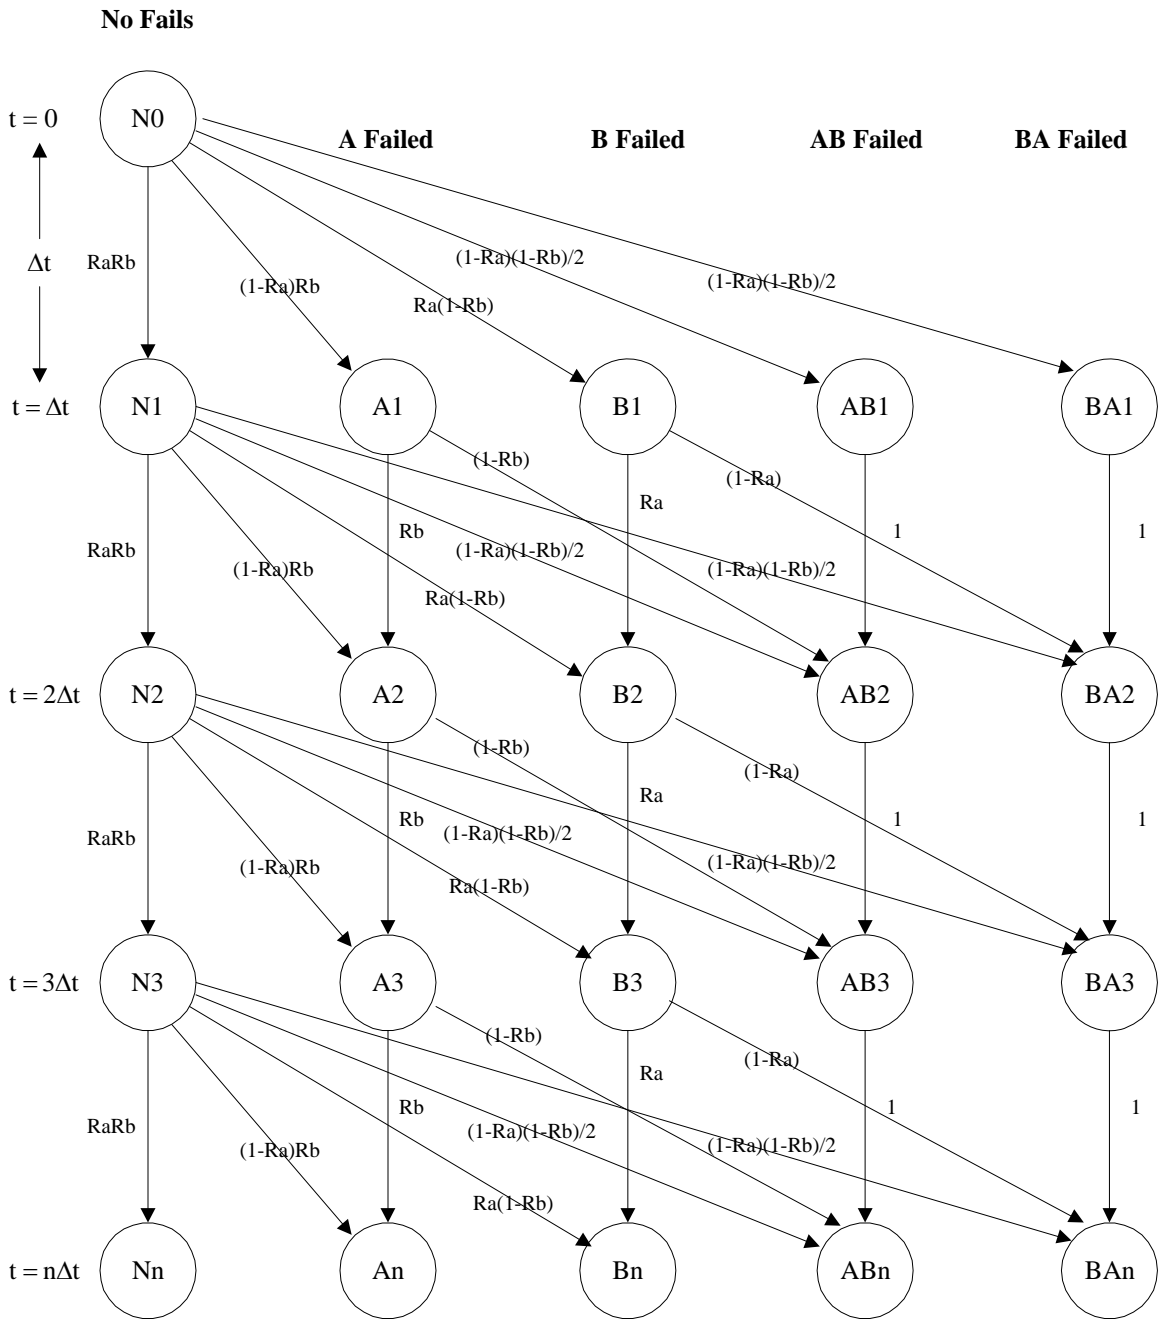 No Fails
t = 0
N0
A Failed
B Failed
AB Failed
BA Failed
Δt
RaRb
(1-Ra)Rb
Ra(1-Rb)
(1-Ra)(1-Rb)/2
(1-Ra)(1-Rb)/2
t = Δt
N1
A1
B1
AB1
BA1
(1-Rb)
(1-Ra)
Ra
Rb
1
1
RaRb
(1-Ra)Rb
(1-Ra)(1-Rb)/2
(1-Ra)(1-Rb)/2
Ra(1-Rb)
t = 2Δt
N2
A2
B2
AB2
BA2
(1-Rb)
(1-Ra)
Ra
Rb
1
1
RaRb
(1-Ra)(1-Rb)/2
(1-Ra)Rb
(1-Ra)(1-Rb)/2
Ra(1-Rb)
t = 3Δt
N3
A3
B3
AB3
BA3
(1-Rb)
(1-Ra)
Ra
Rb
1
1
RaRb
(1-Ra)(1-Rb)/2
(1-Ra)Rb
(1-Ra)(1-Rb)/2
Ra(1-Rb)
t = nΔt
Nn
An
Bn
ABn
BAn